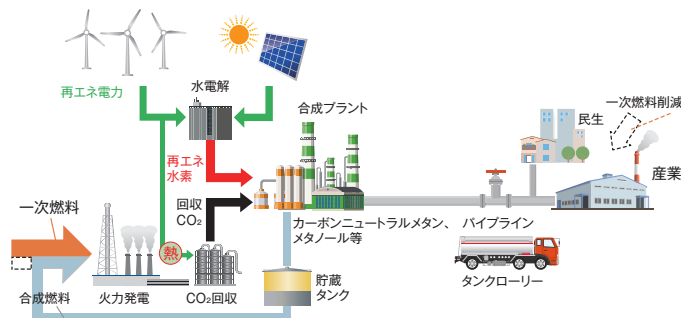 再エネ電力
水電解
合成プラント
一次燃料削減
民生
産業
再エネ
水素
回収
CO₂
一次燃料
熱
カーボンニュートラルメタン、
メタノール等
パイプライン
タンクローリー
貯蔵
タンク
合成燃料
火力発電
CO₂回収